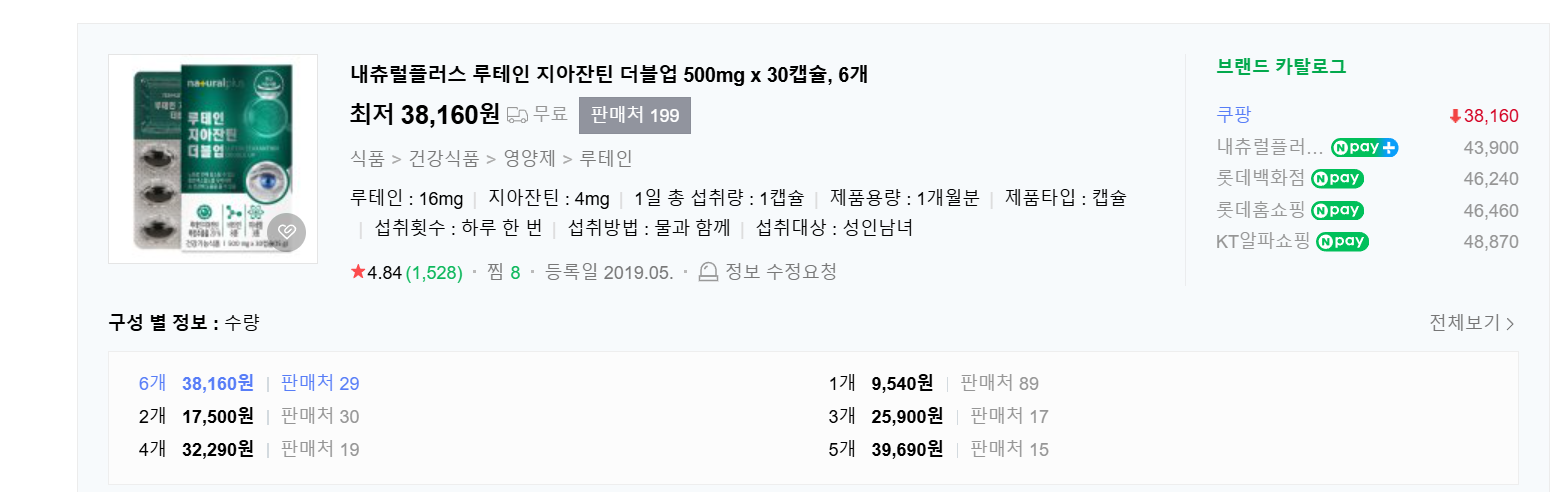 내츄럴플러스 루테인 지아잔틴 더블업 500mg x 30캡슐, 6개
최저 38,160원 무료 판매처 199
식품 > 건강식품 > 영양제 > 루테인
루테인 : 16mg | 지아잔틴 : 4mg | 1일 총 섭취량 : 1캡슐 | 제품용량 : 1개월분 | 제품타입 : 캡슐
| 섭취횟수 : 하루 한 번 | 섭취방법 : 물과 함께 | 섭취대상 : 성인남녀
★4.84 (1,528) · 찜 8 · 등록일 2019.05. · 정보 수정요청
naturalplus
루테인
지아잔틴
더블업
브랜드 카탈로그
쿠팡 38,160
내츄럴플러... N pay + 43,900
롯데백화점 N pay 46,240
롯데홈쇼핑 N pay 46,460
KT알파쇼핑 N pay 48,870
구성 별 정보 : 수량
전체보기 >
6개 38,160원 | 판매처 29
1개 9,540원 | 판매처 89
2개 17,500원 | 판매처 30
3개 25,900원 | 판매처 17
4개 32,290원 | 판매처 19
5개 39,690원 | 판매처 15